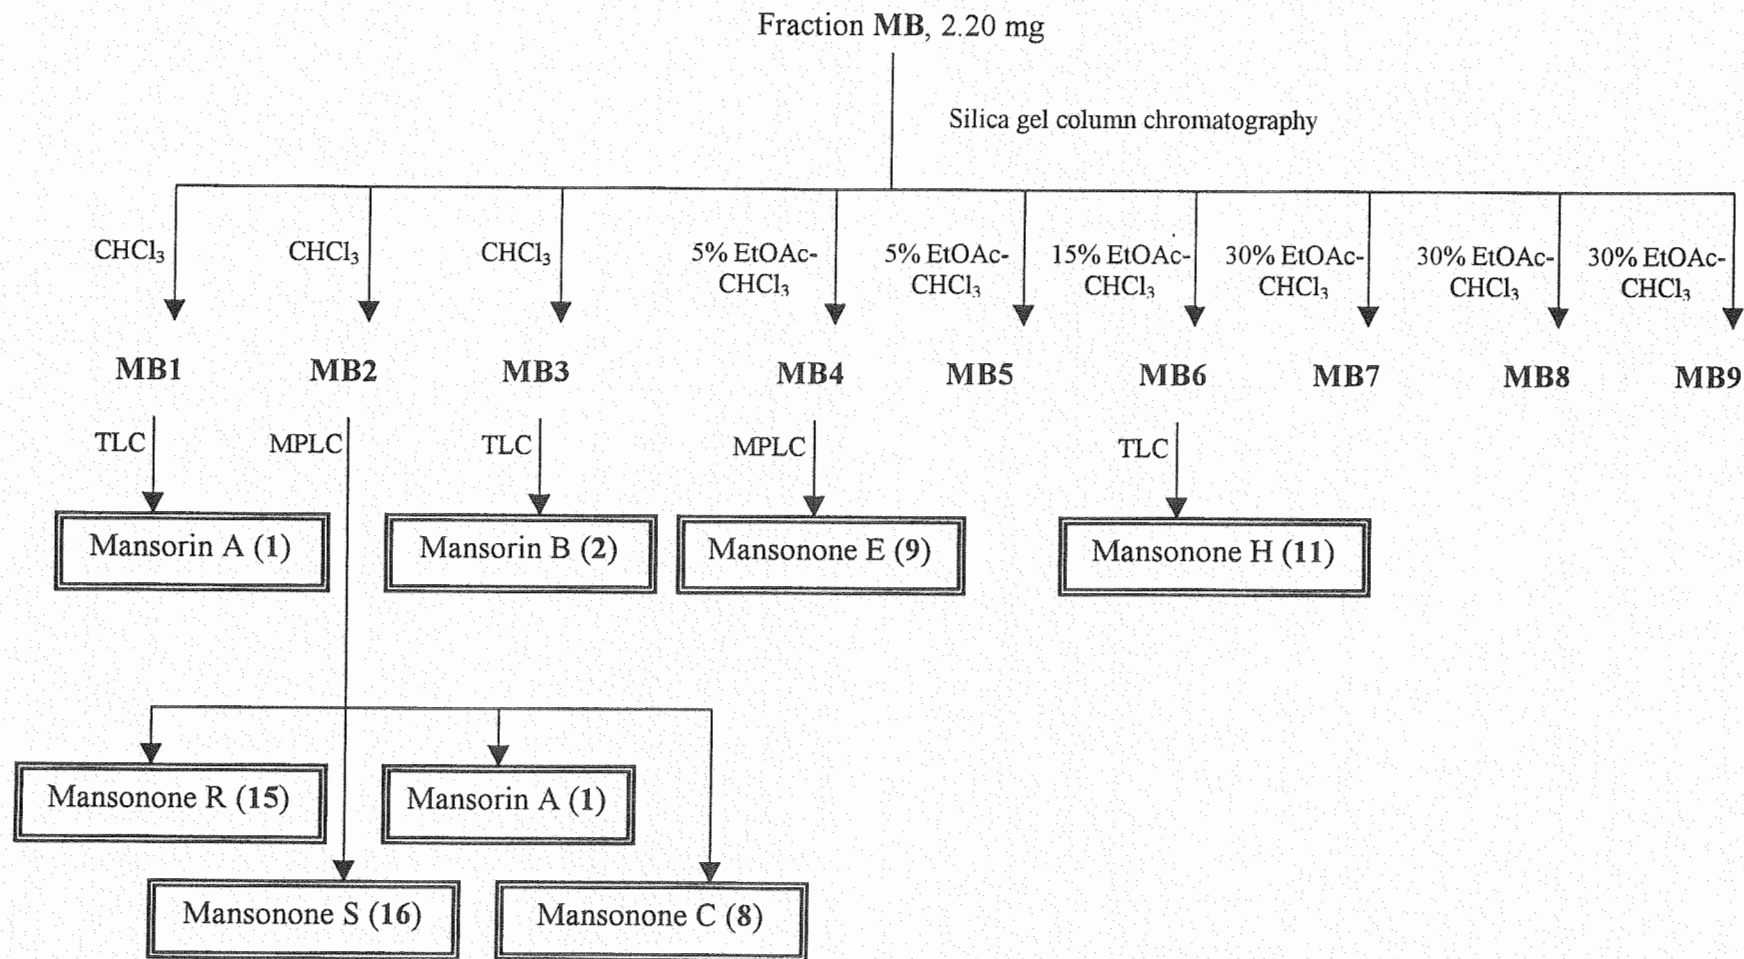 Fraction MB, 2.20 mg
Silica gel column chromatography
CHCl₃
CHCl₃
CHCl₃
5% EtOAc-
CHCl₃
5% EtOAc-
CHCl₃
15% EtOAc-
CHCl₃
30% EtOAc-
CHCl₃
30% EtOAc-
CHCl₃
30% EtOAc-
CHCl₃
MB1
MB2
MB3
MB4
MB5
MB6
MB7
MB8
MB9
TLC
MPLC
TLC
MPLC
TLC
Mansorin A (1)
Mansorin B (2)
Mansonone E (9)
Mansonone H (11)
Mansonone R (15)
Mansorin A (1)
Mansonone S (16)
Mansonone C (8)